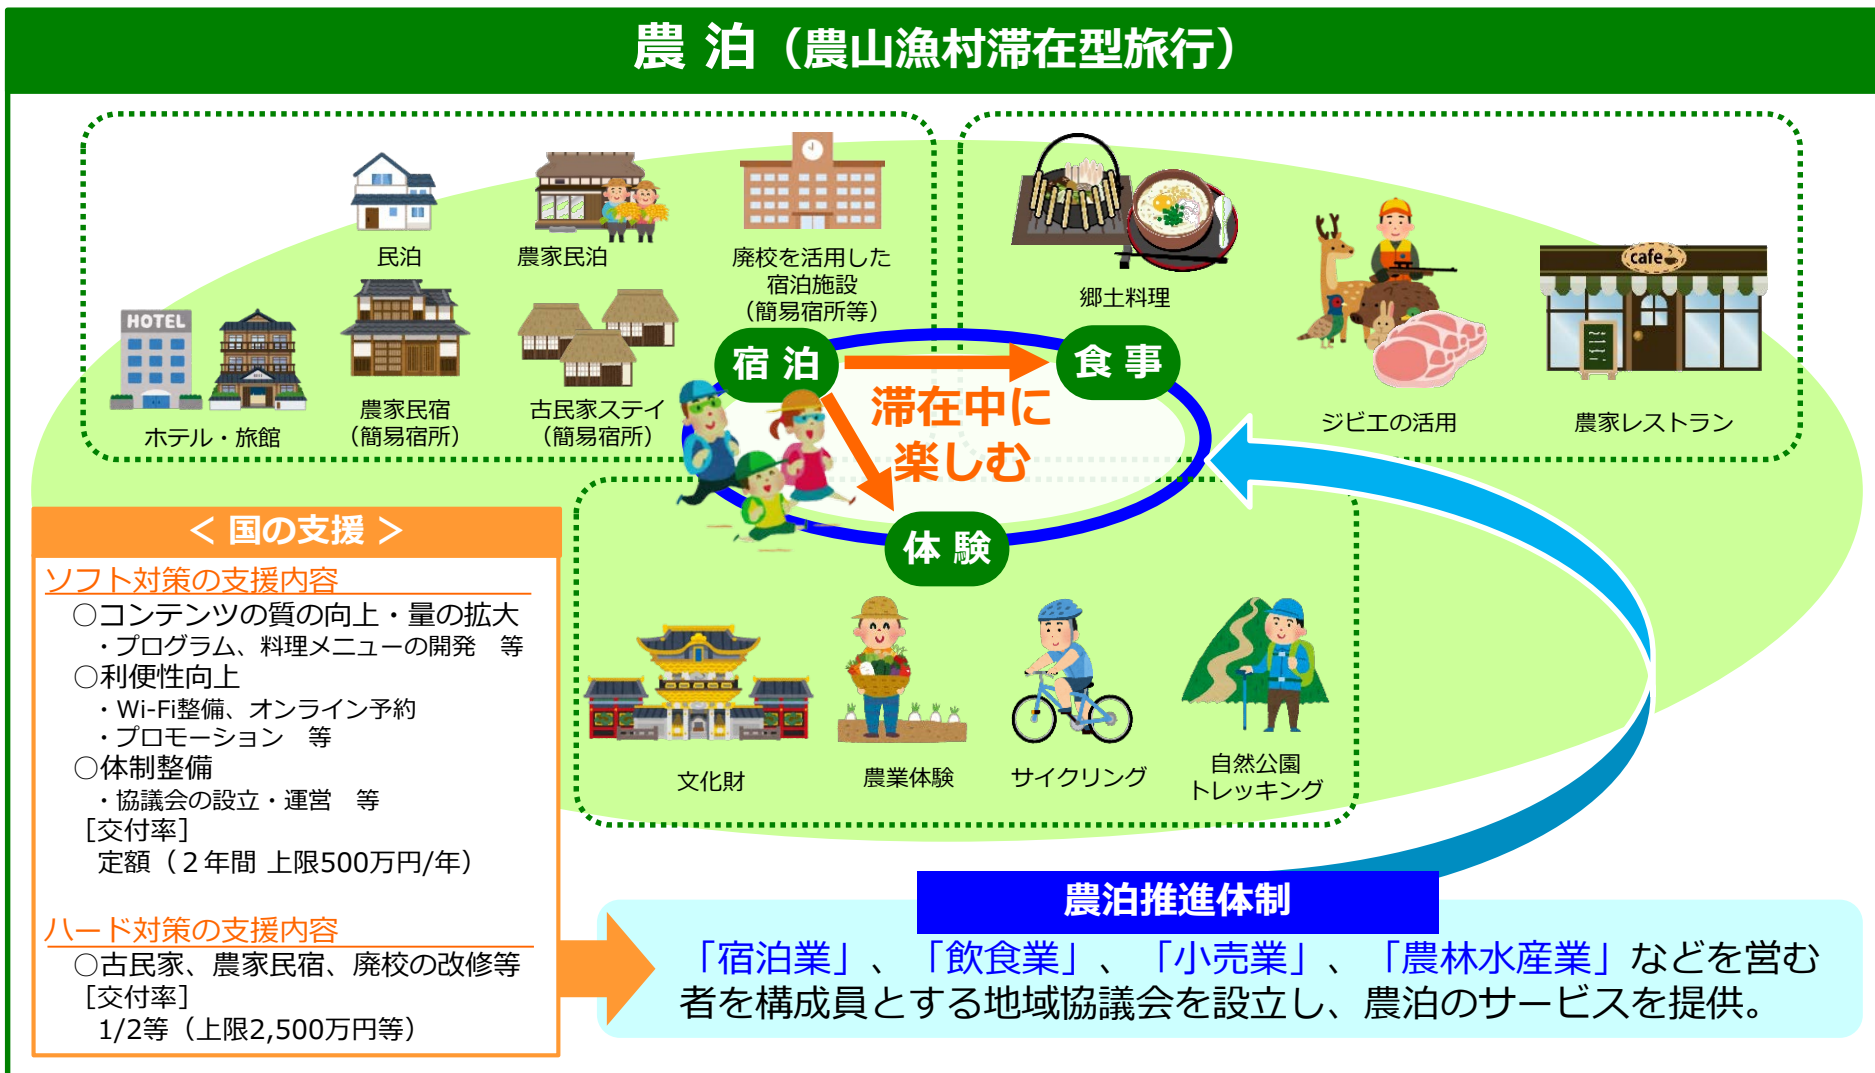 農 泊（農山漁村滞在型旅行）
民泊
農家民泊
廃校を活用した
宿泊施設
（簡易宿所等）
HOTEL
ホテル・旅館
農家民宿
（簡易宿所）
古民家ステイ
（簡易宿所）
郷土料理
ジビエの活用
cafe
農家レストラン
宿 泊
食 事
滞在中に
楽しむ
体 験
文化財
農業体験
サイクリング
自然公園
トレッキング
＜ 国の支援 ＞
ソフト対策の支援内容
○コンテンツの質の向上・量の拡大
・プログラム、料理メニューの開発　等
○利便性向上
・Wi-Fi整備、オンライン予約
・プロモーション　等
○体制整備
・協議会の設立・運営　等
［交付率］
定額（２年間 上限500万円/年）
ハード対策の支援内容
○古民家、農家民宿、廃校の改修等
［交付率］
1/2等（上限2,500万円等）
農泊推進体制
「宿泊業」、「飲食業」、「小売業」、「農林水産業」などを営む
者を構成員とする地域協議会を設立し、農泊のサービスを提供。